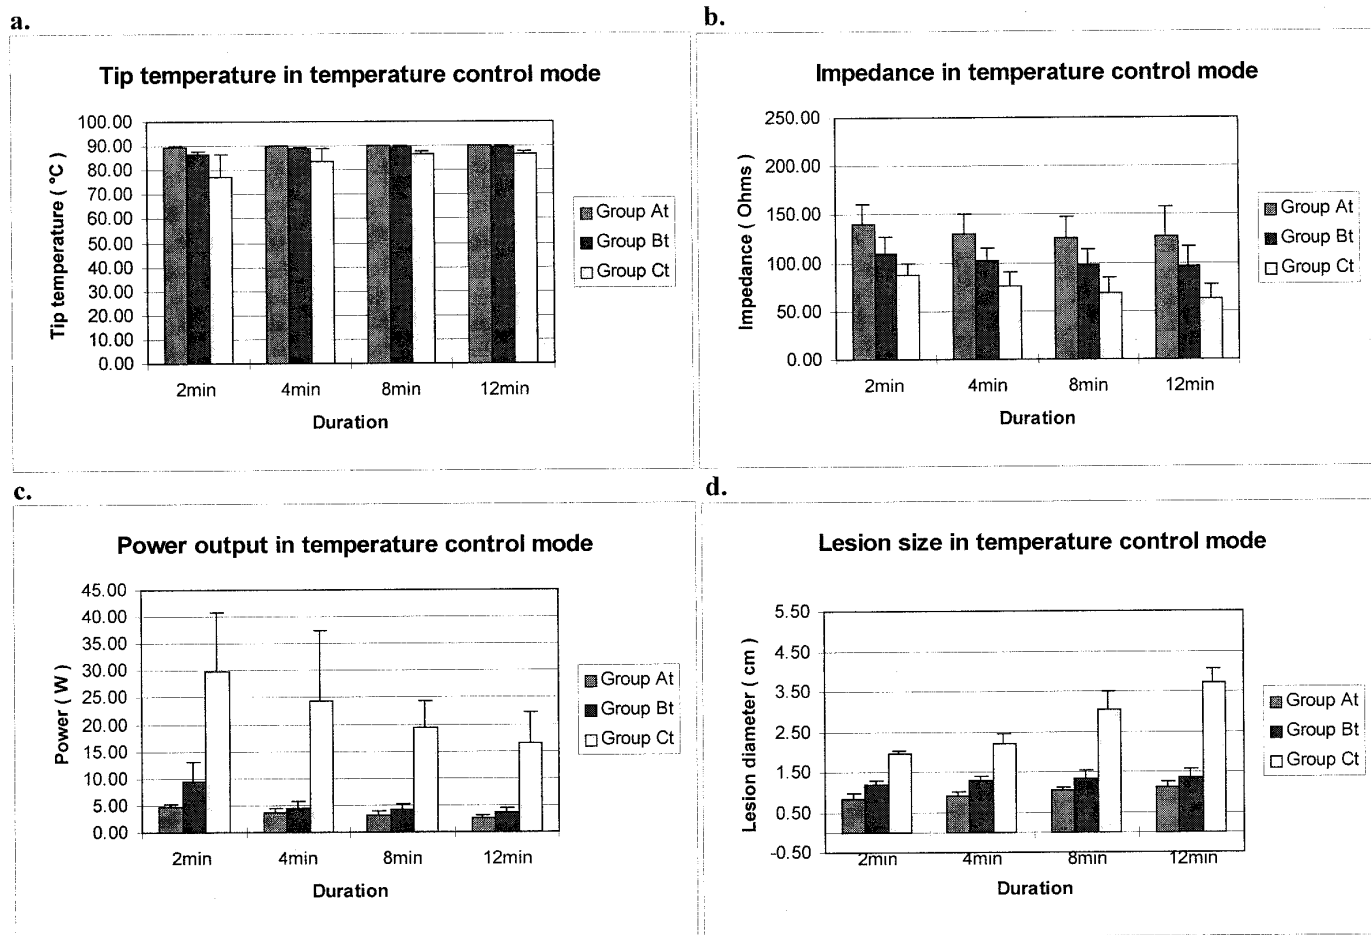 a.
Tip temperature in temperature control mode
100.00
90.00
80.00
70.00
60.00
50.00
40.00
30.00
20.00
10.00
0.00
Tip temperature ( °C )
2min 4min 8min 12min
Duration
Group At
Group Bt
Group Ct
b.
Impedance in temperature control mode
250.00
200.00
150.00
100.00
50.00
0.00
Impedance ( Ohms )
2min 4min 8min 12min
Duration
Group At
Group Bt
Group Ct
c.
Power output in temperature control mode
45.00
40.00
35.00
30.00
25.00
20.00
15.00
10.00
5.00
0.00
Power ( W )
2min 4min 8min 12min
Duration
Group At
Group Bt
Group Ct
d.
Lesion size in temperature control mode
5.50
4.50
3.50
2.50
1.50
0.50
-0.50
Lesion diameter ( cm )
2min 4min 8min 12min
Duration
Group At
Group Bt
Group Ct